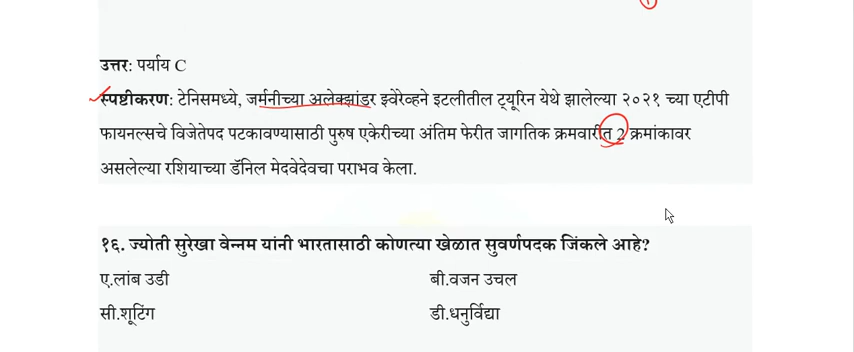 उत्तर: पर्याय C
स्पष्टीकरण: टेनिसमध्ये, जर्मनीच्या अलेक्झांडर झ्वेरेव्हने इटलीतील ट्यूरिन येथे झालेल्या २०२१ च्या एटीपी
फायनल्सचे विजेतेपद पटकावण्यासाठी पुरुष एकेरीच्या अंतिम फेरीत जागतिक क्रमवारीत 2 क्रमांकावर
असलेल्या रशियाच्या डॅनिल मेदवेदेवचा पराभव केला.
१६. ज्योती सुरेखा वेन्नम यांनी भारतासाठी कोणत्या खेळात सुवर्णपदक जिंकले आहे?
ए.लांब उडी बी.वजन उचल
सी.शूटिंग डी.धनुर्विद्या